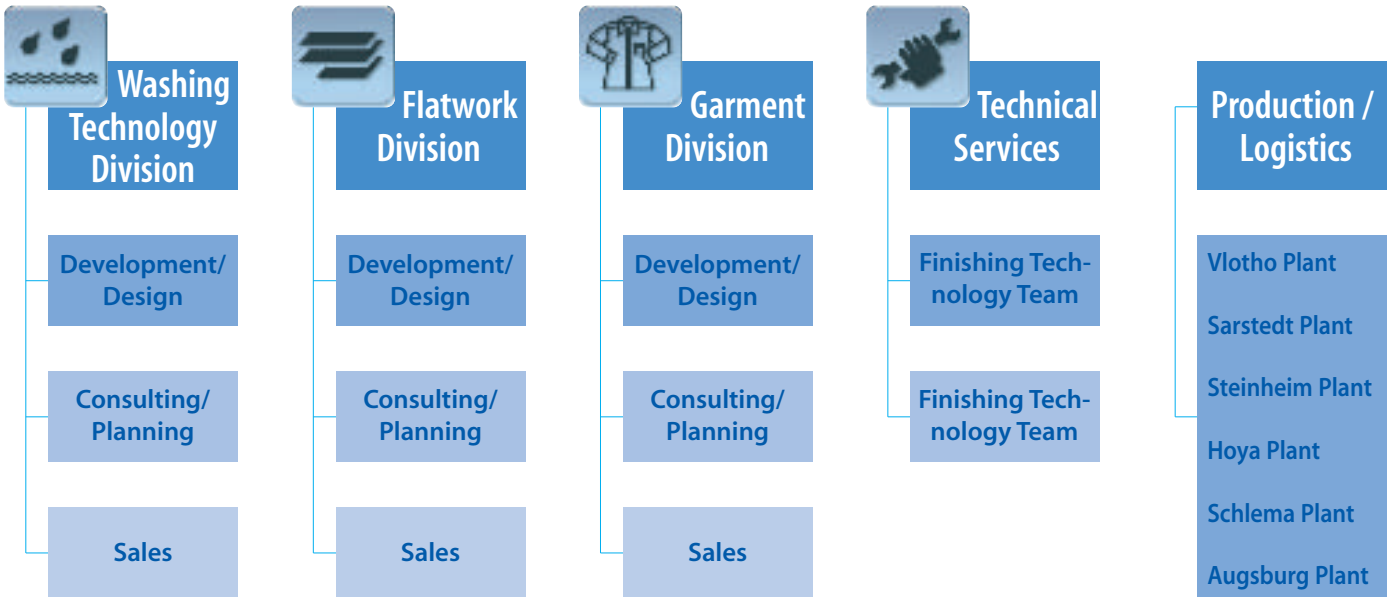 Washing
Technology
Division
Development/
Design
Consulting/
Planning
Sales
Flatwork
Division
Development/
Design
Consulting/
Planning
Sales
Garment
Division
Development/
Design
Consulting/
Planning
Sales
Technical
Services
Finishing Tech-
nology Team
Finishing Tech-
nology Team
Production /
Logistics
Vlotho Plant
Sarstedt Plant
Steinheim Plant
Hoya Plant
Schlema Plant
Augsburg Plant